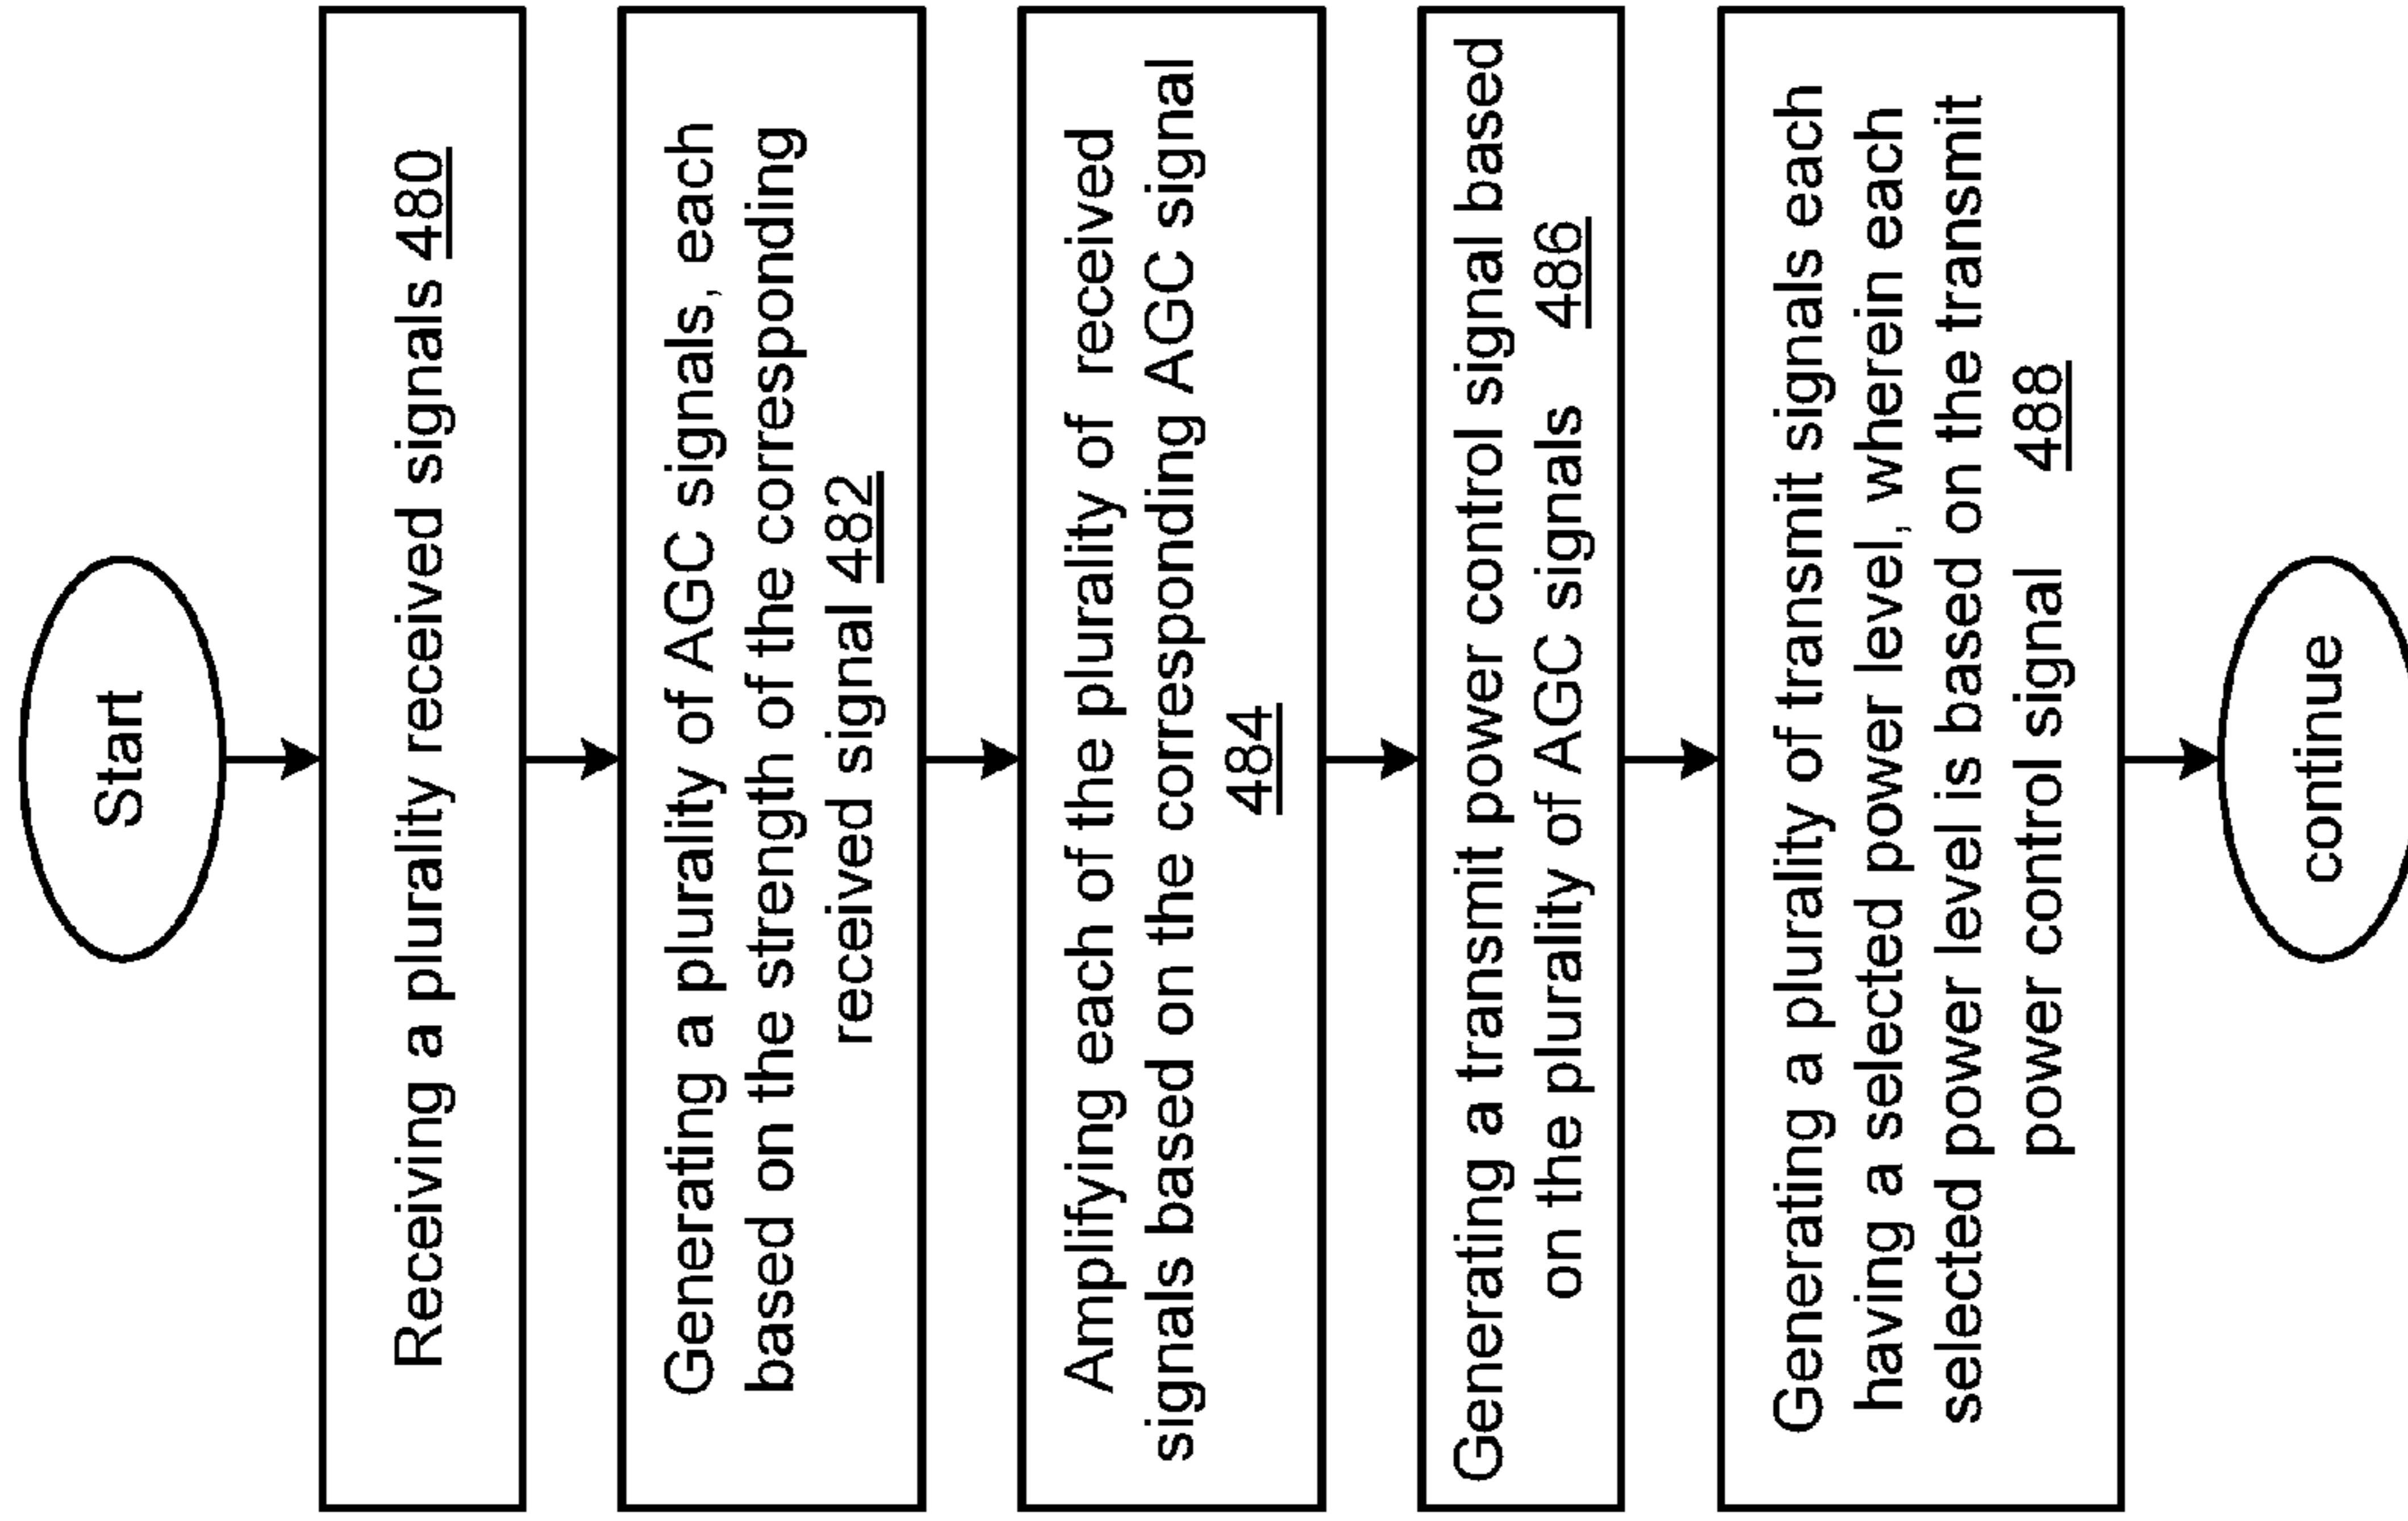 Start
Receiving a plurality received signals 480
Generating a plurality of AGC signals, each
based on the strength of the corresponding
received signal 482
Amplifying each of the plurality of received
signals based on the corresponding AGC signal
484
Generating a transmit power control signal based
on the plurality of AGC signals 486
Generating a plurality of transmit signals each
having a selected power level, wherein each
selected power level is based on the transmit
power control signal 488
continue